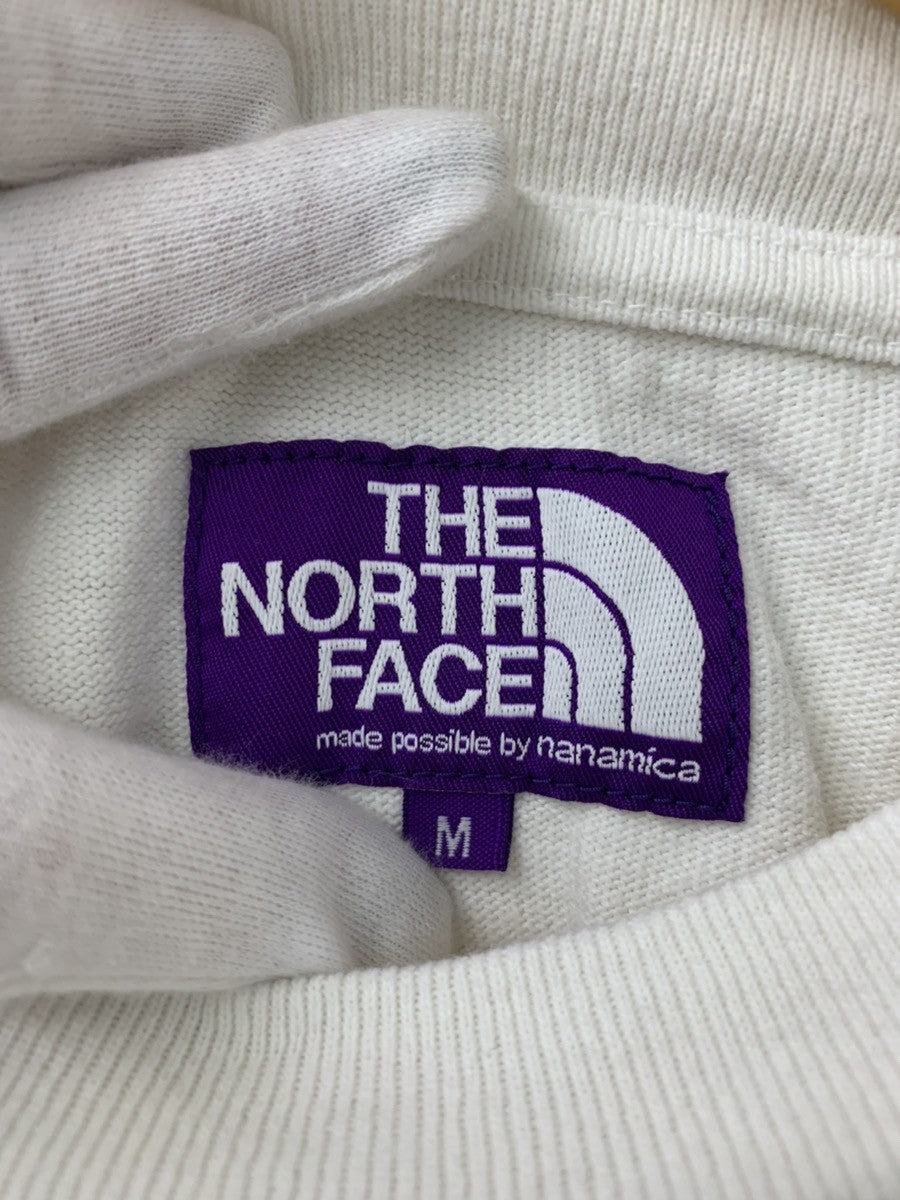 THE
NORTH
FACE
made possible by nanamica
M